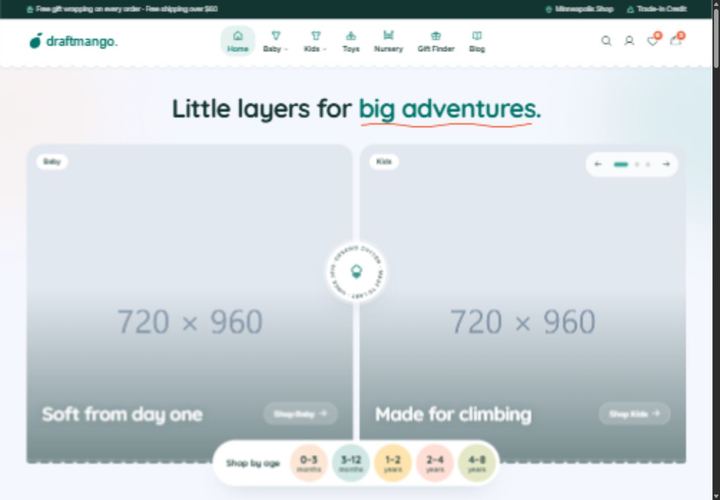 Free gift wrapping on every order · Free shipping over $60
Minneapolis Shop
Trade-In Credit
draftmango.
Home
Baby
Kids
Toys
Nursery
Gift Finder
Blog
Little layers for big adventures.
Baby
Kids
720 × 960
720 × 960
Soft from day one
Shop Baby →
Made for climbing
Shop Kids →
Shop by age
0-3
months
3-12
months
1-2
years
2-4
years
4-8
years